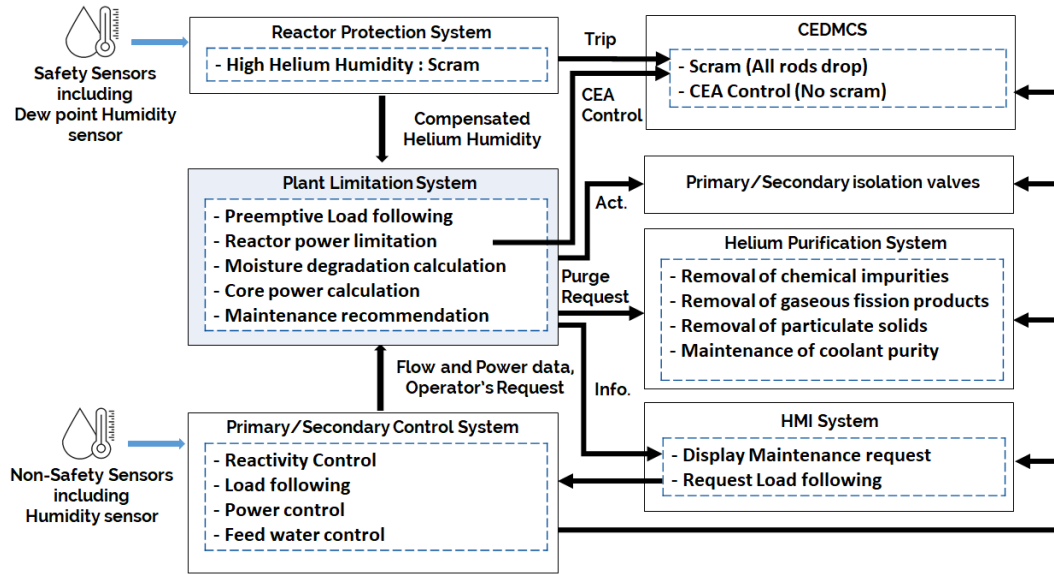 Safety Sensors
including
Dew point Humidity
sensor
Reactor Protection System
- High Helium Humidity : Scram
Trip
CEDMCS
- Scram (All rods drop)
- CEA Control (No scram)
CEA
Control
Compensated
Helium Humidity
Plant Limitation System
- Preemptive Load following
- Reactor power limitation
- Moisture degradation calculation
- Core power calculation
- Maintenance recommendation
Act.
Primary/Secondary isolation valves
Purge
Request
Helium Purification System
- Removal of chemical impurities
- Removal of gaseous fission products
- Removal of particulate solids
- Maintenance of coolant purity
Flow and Power data,
Operator's Request
Info.
Non-Safety Sensors
including
Humidity sensor
Primary/Secondary Control System
- Reactivity Control
- Load following
- Power control
- Feed water control
HMI System
- Display Maintenance request
- Request Load following